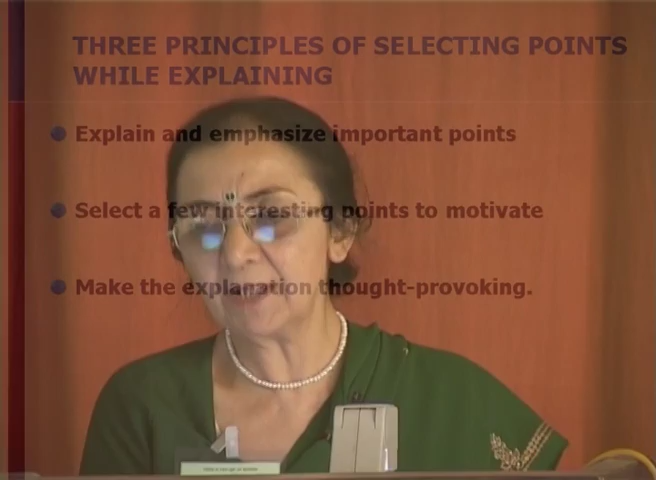 THREE PRINCIPLES OF SELECTING POINTS
WHILE EXPLAINING
Explain and emphasize important points
Select a few interesting points to motivate
Make the explanation thought-provoking.